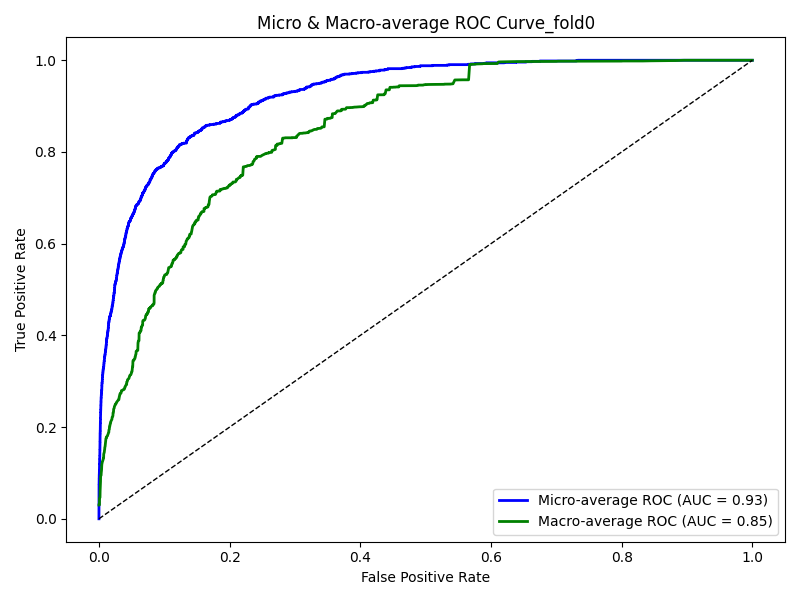 Micro & Macro-average ROC Curve_fold0
True Positive Rate
1.0
0.8
0.6
0.4
0.2
0.0
0.0 0.2 0.4 0.6 0.8 1.0
False Positive Rate
Micro-average ROC (AUC = 0.93)
Macro-average ROC (AUC = 0.85)